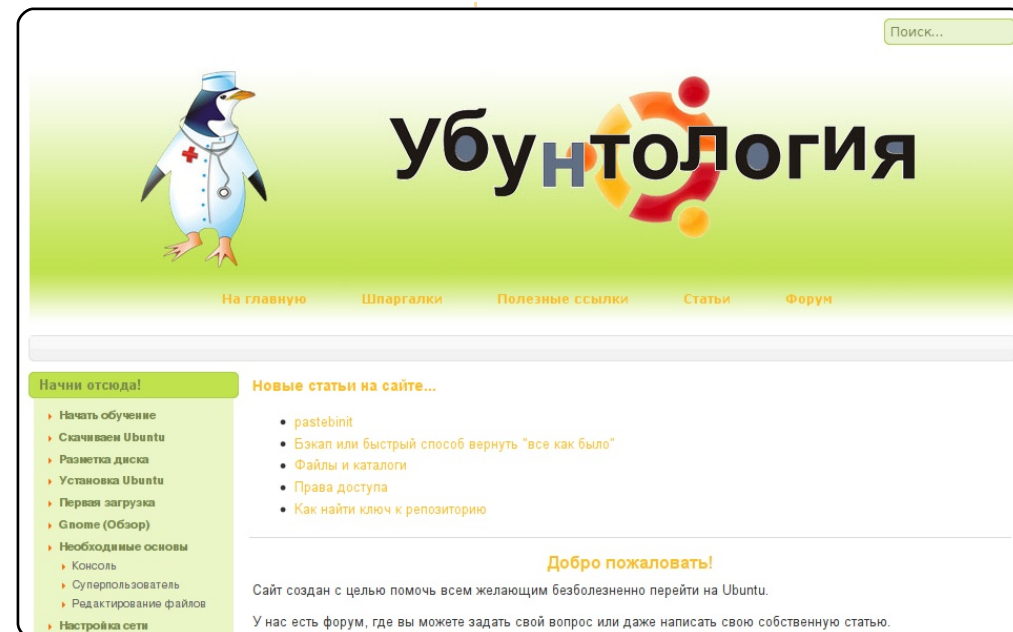 Поиск...
Убунтология
На главную Шпаргалки Полезные ссылки Статьи Форум
Начни отсюда!
Начать обучение
Скачиваем Ubuntu
Разметка диска
Установка Ubuntu
Первая загрузка
Gnome (Обзор)
Необходимые основы
Консоль
Суперпользователь
Редактирование файлов
Настройка сети
Новые статьи на сайте...
pastebinit
Бэкап или быстрый способ вернуть "все как было"
Файлы и каталоги
Права доступа
Как найти ключ к репозиторию
Добро пожаловать!
Сайт создан с целью помочь всем желающим безболезненно перейти на Ubuntu.
У нас есть форум, где вы можете задать свой вопрос или даже написать свою собственную статью.